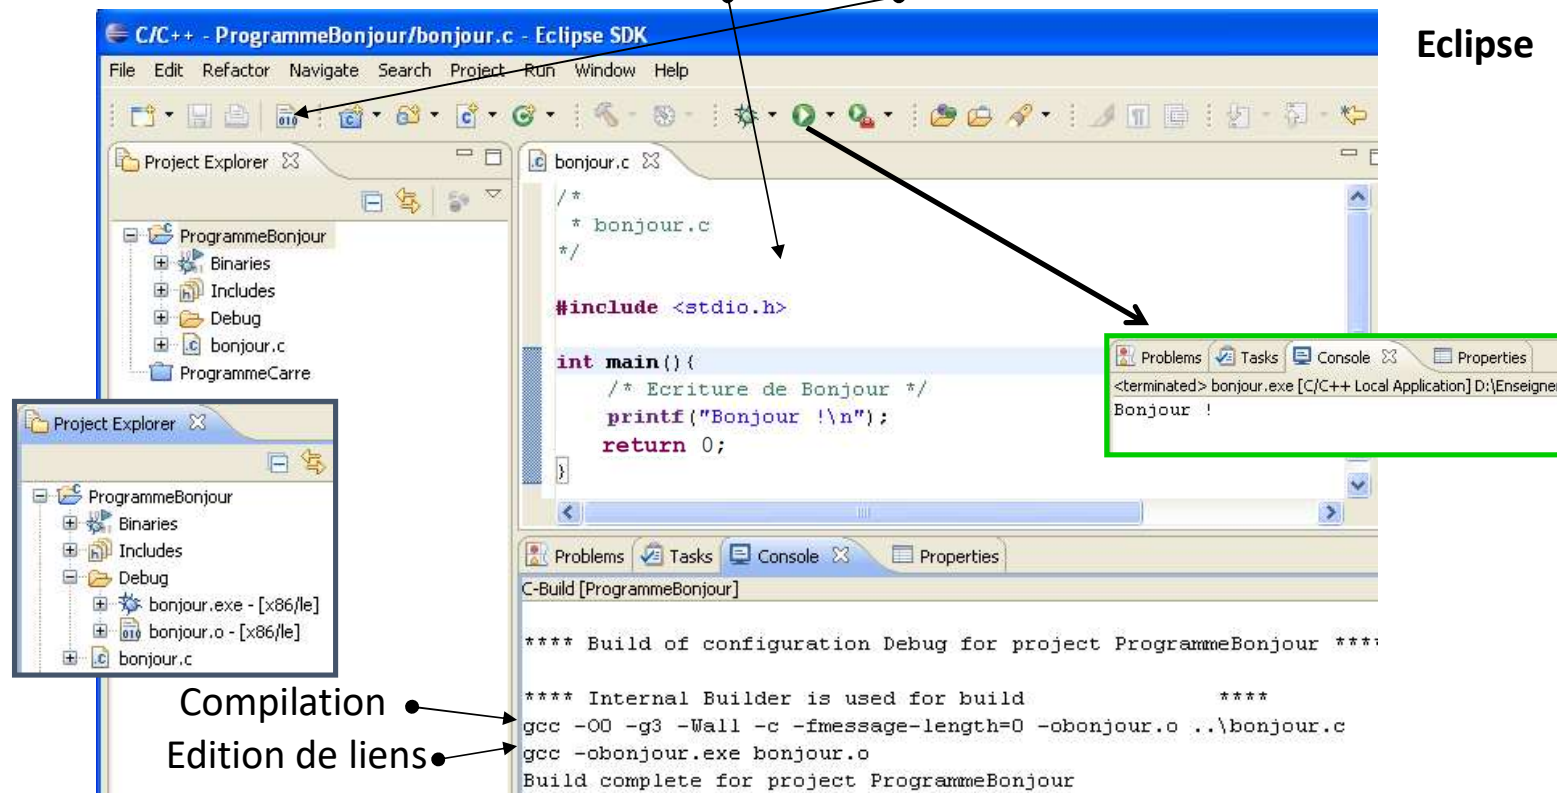 C/C++ - ProgrammeBonjour/bonjour.c - Eclipse SDK
Eclipse
File Edit Refactor Navigate Search Project Run Window Help
Project Explorer
ProgrammeBonjour
Binaries
Includes
Debug
bonjour.c
ProgrammeCarre
bonjour.c
/*
* bonjour.c
*/
#include <stdio.h>
int main(){
/* Ecriture de Bonjour */
printf("Bonjour !\n");
return 0;
}
Problems Tasks Console Properties
<terminated> bonjour.exe [C/C++ Local Application] D:\Enseigne
Bonjour !
Project Explorer
ProgrammeBonjour
Binaries
Includes
Debug
bonjour.exe - [x86/le]
bonjour.o - [x86/le]
bonjour.c
Problems Tasks Console Properties
C-Build [ProgrammeBonjour]
**** Build of configuration Debug for project ProgrammeBonjour ****
**** Internal Builder is used for build ****
Compilation
gcc -O0 -g3 -Wall -c -fmessage-length=0 -obonjour.o ..\bonjour.c
Edition de liens
gcc -obonjour.exe bonjour.o
Build complete for project ProgrammeBonjour